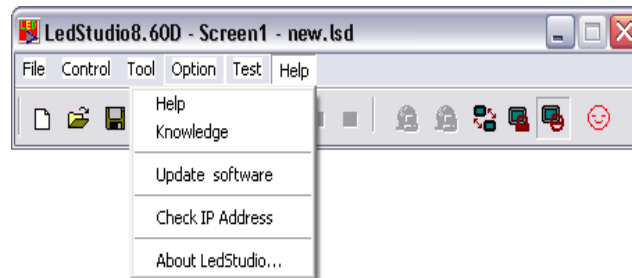 LedStudio8.60D - Screen1 - new.lsd
File Control Tool Option Test Help
Help
Knowledge
Update software
Check IP Address
About LedStudio...